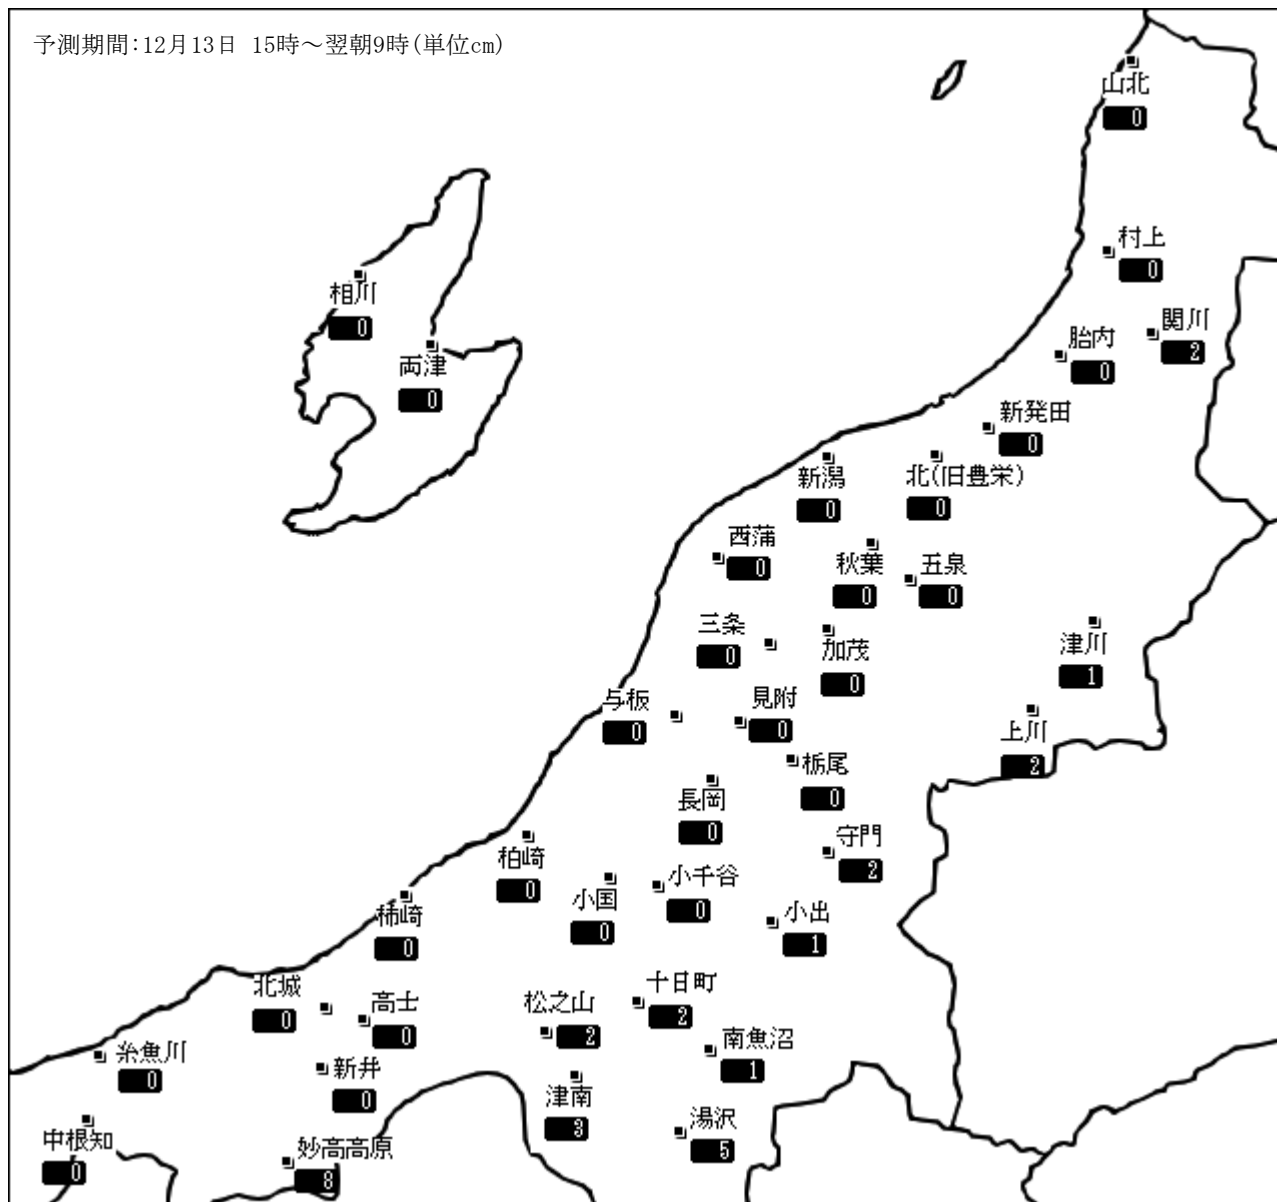 予測期間:12月13日 15時～翌朝9時(単位cm)
山北
0
村上
0
相川
0
関川
2
胎内
0
両津
0
新発田
0
新潟
0
北(旧豊栄)
0
西蒲
0
秋葉
0
五泉
0
三条
0
加茂
0
津川
1
与板
0
見附
0
上川
2
栃尾
0
長岡
0
守門
2
柏崎
0
小千谷
0
小国
0
柿崎
0
小出
1
北城
0
高士
0
松之山
2
十日町
2
南魚沼
1
糸魚川
0
新井
0
津南
3
湯沢
5
中根知
0
妙高高原
8